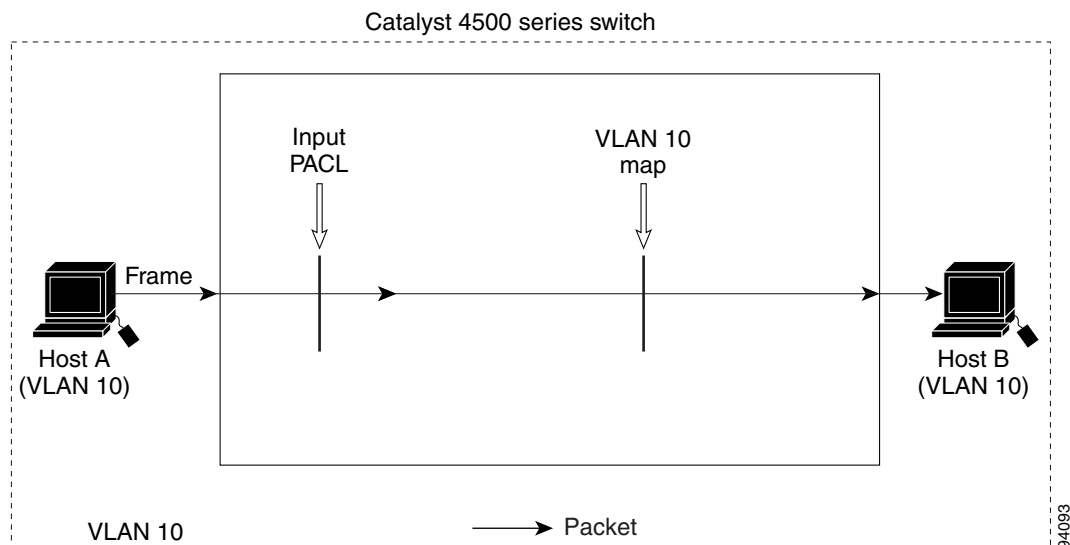 Catalyst 4500 series switch
Input
PACL
VLAN 10
map
Frame
Host A
(VLAN 10)
Host B
(VLAN 10)
VLAN 10
Packet
94093